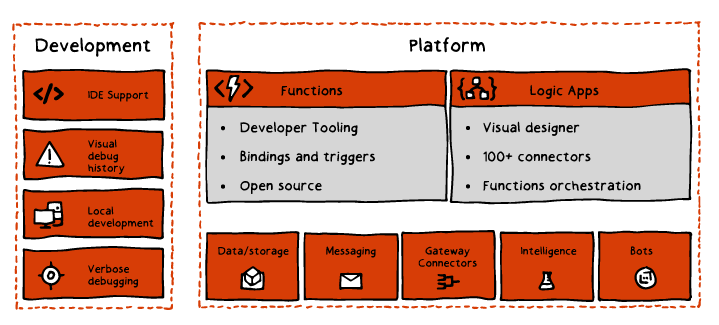 Development
IDE Support
Visual
debug
history
Local
development
Verbose
debugging
Platform
Functions
• Developer Tooling
• Bindings and triggers
• Open source
Logic Apps
• Visual designer
• 100+ connectors
• Functions orchestration
Data/storage
Messaging
Gateway
Connectors
Intelligence
Bots